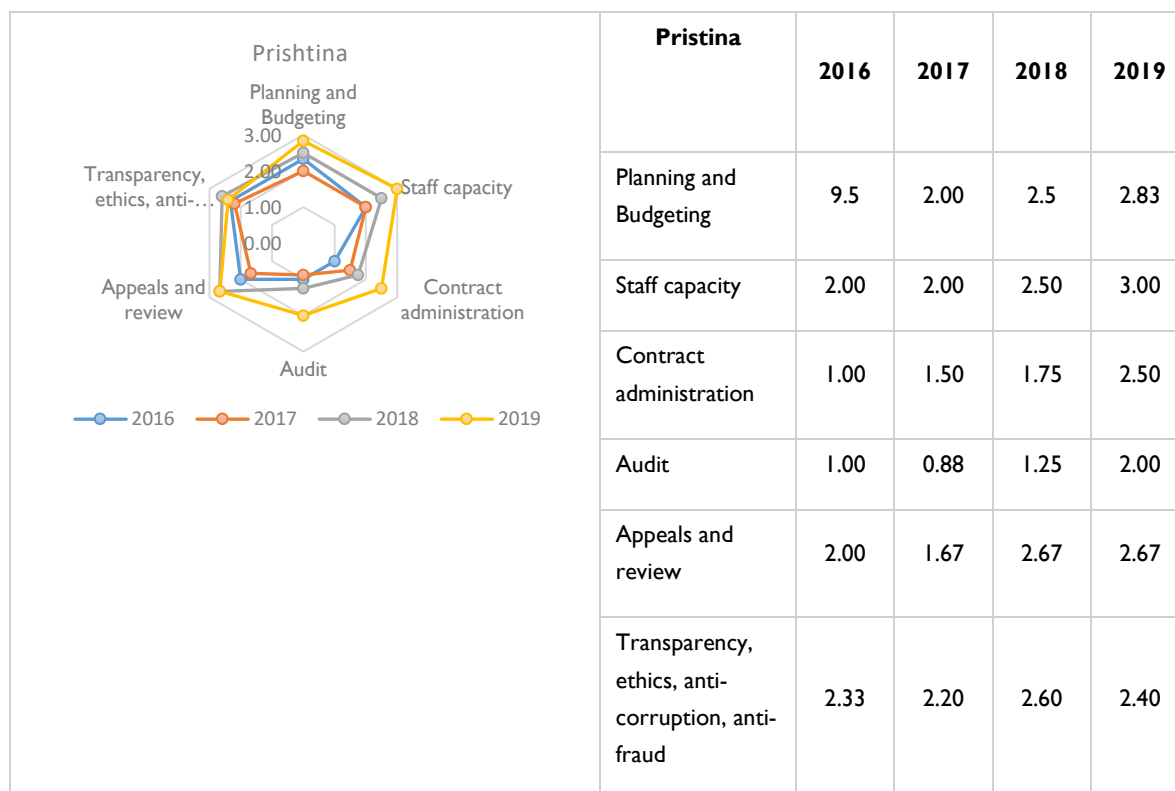 Prishtina
Planning and
Budgeting
3.00
2.00
1.00
0.00
Staff capacity
Contract
administration
Audit
Appeals and
review
Transparency,
ethics, anti-...
2016 2017 2018 2019
Pristina 2016 2017 2018 2019
Planning and
Budgeting 9.5 2.00 2.5 2.83
Staff capacity 2.00 2.00 2.50 3.00
Contract
administration 1.00 1.50 1.75 2.50
Audit 1.00 0.88 1.25 2.00
Appeals and
review 2.00 1.67 2.67 2.67
Transparency,
ethics, anti-
corruption, anti-
fraud 2.33 2.20 2.60 2.40